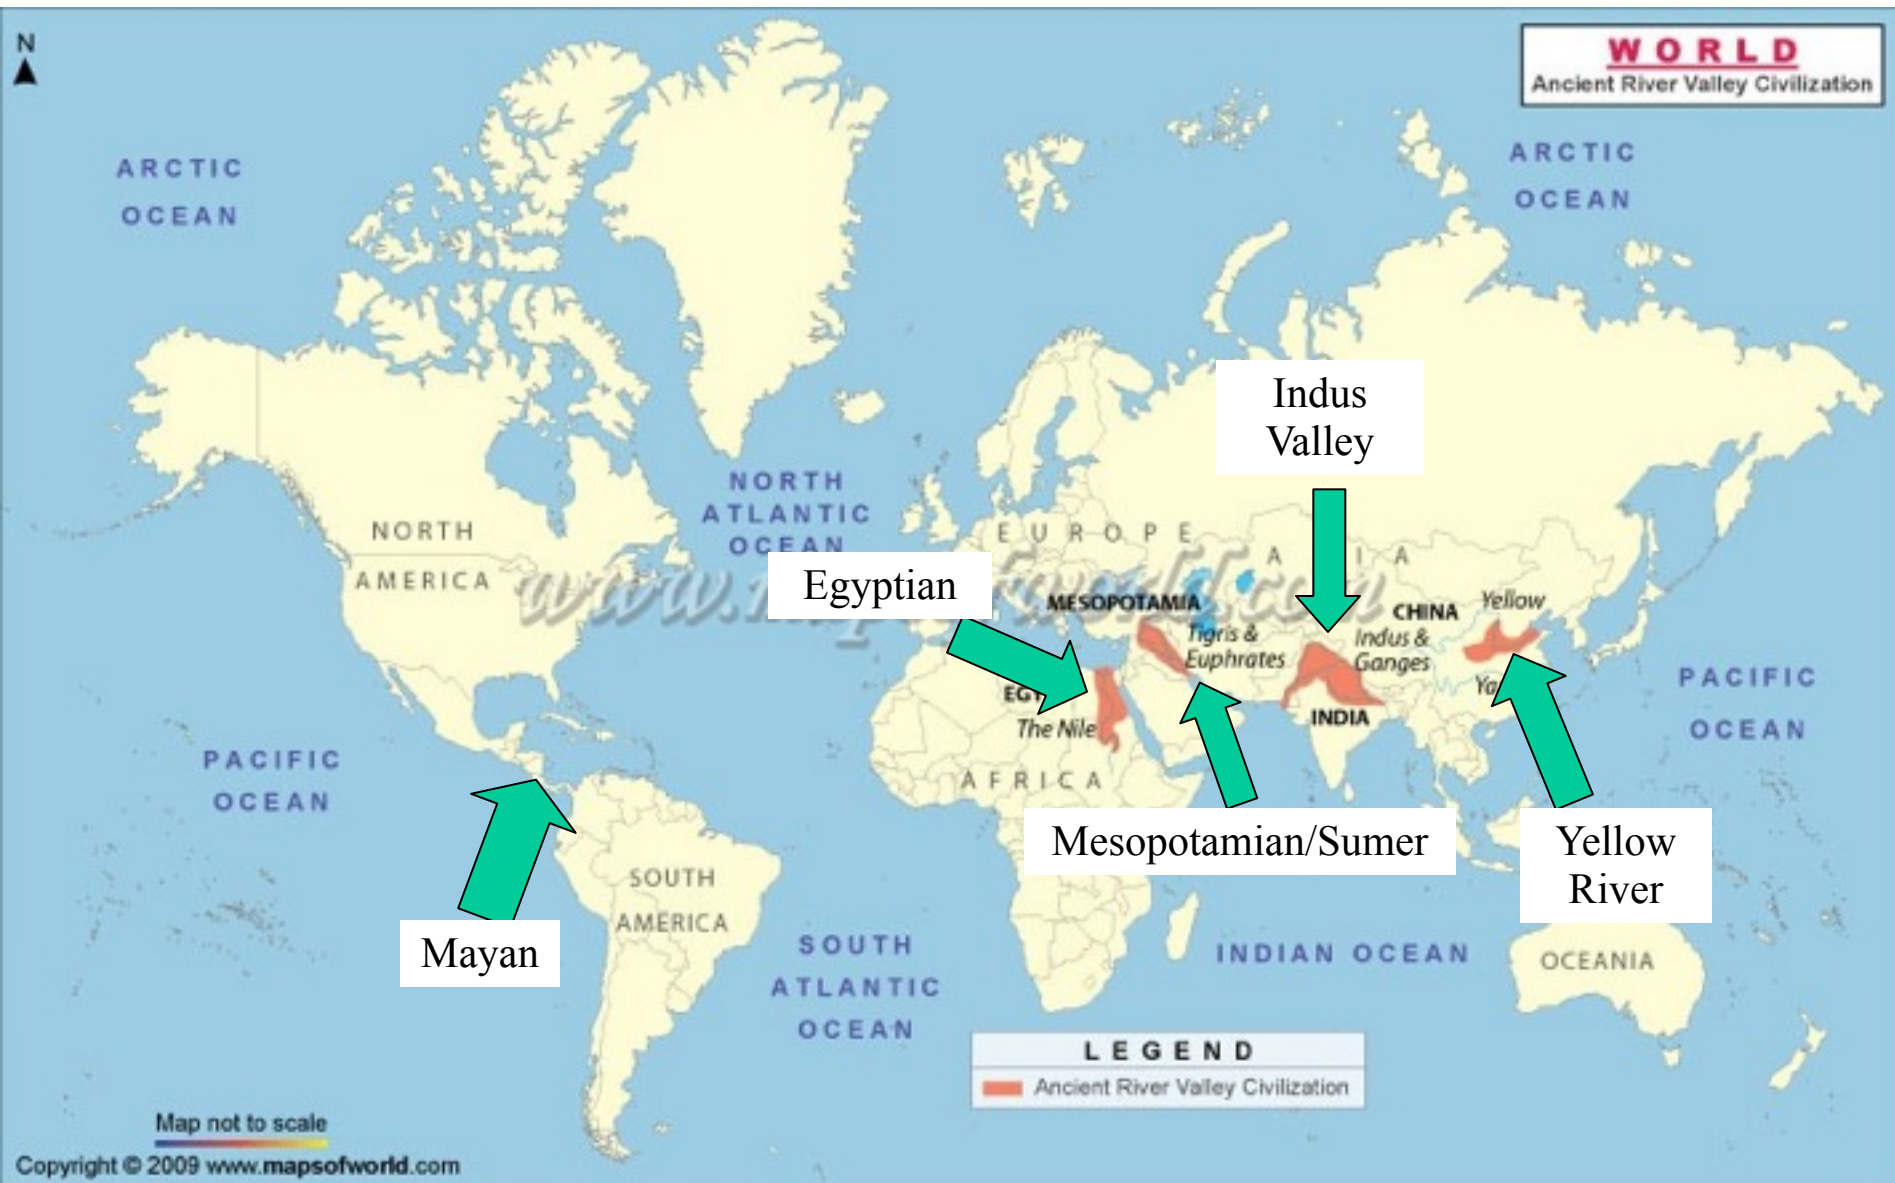 N
WORLD
Ancient River Valley Civilization
ARCTIC
OCEAN
ARCTIC
OCEAN
Indus
Valley
NORTH
ATLANTIC
OCEAN
NORTH
AMERICA
EUROPE
A I A
Egyptian
MESOPOTAMIA
Tigris &
Euphrates
CHINA
Yellow
Indus &
Ganges
Ya
EGY
The Nile
INDIA
PACIFIC
OCEAN
PACIFIC
OCEAN
AFRICA
Mesopotamian/Sumer
Yellow
River
SOUTH
AMERICA
Mayan
SOUTH
ATLANTIC
OCEAN
INDIAN OCEAN
OCEANIA
LEGEND
Ancient River Valley Civilization
Map not to scale
Copyright © 2009 www.mapsofworld.com